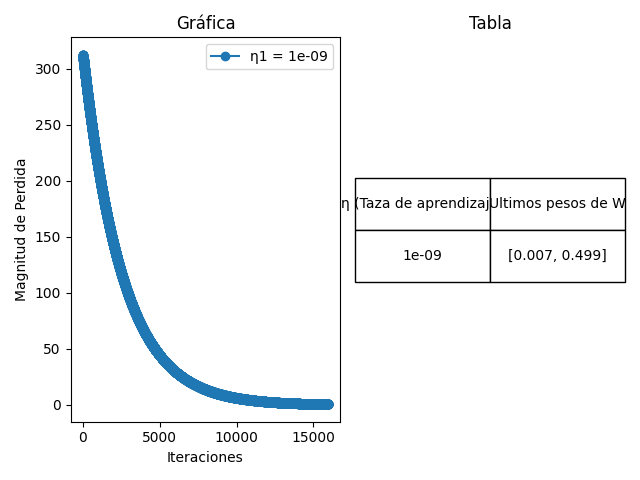 Gráfica
Tabla
η1 = 1e-09
Magnitud de Perdida
300
250
200
150
100
50
0
0 5000 10000 15000
Iteraciones
η (Taza de aprendizaj Ultimos pesos de W
1e-09 [0.007, 0.499]